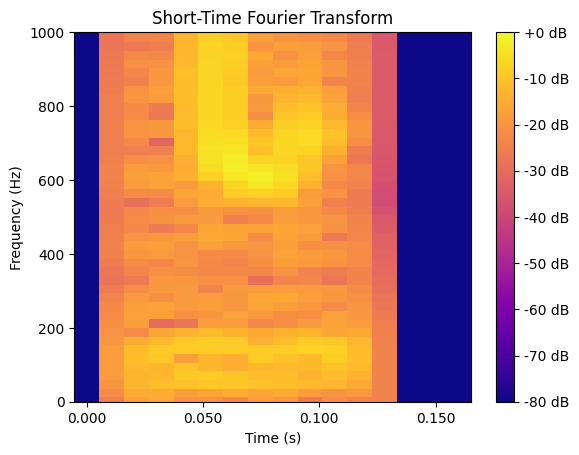 Short-Time Fourier Transform
1000
800
600
400
200
0
Frequency (Hz)
0.000
0.050
0.100
0.150
Time (s)
+0 dB
-10 dB
-20 dB
-30 dB
-40 dB
-50 dB
-60 dB
-70 dB
-80 dB